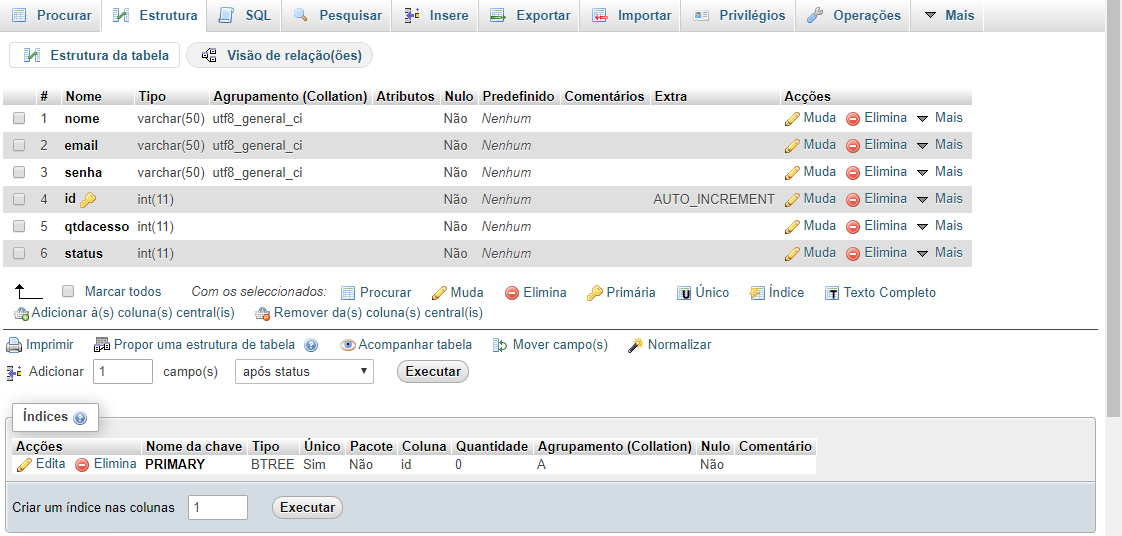 Procurar Estrutura SQL Pesquisar Insere Exportar Importar Privilégios Operações Mais
Estrutura da tabela Visão de relação(ões)
# Nome Tipo Agrupamento (Collation) Atributos Nulo Predefinido Comentários Extra Acções
1 nome varchar(50) utf8_general_ci Não Nenhum Muda Elimina Mais
2 email varchar(50) utf8_general_ci Não Nenhum Muda Elimina Mais
3 senha varchar(50) utf8_general_ci Não Nenhum Muda Elimina Mais
4 id int(11) Não Nenhum AUTO_INCREMENT Muda Elimina Mais
5 qtdacesso int(11) Não Nenhum Muda Elimina Mais
6 status int(11) Não Nenhum Muda Elimina Mais
Marcar todos Com os seleccionados: Procurar Muda Elimina Primária Único Índice Texto Completo
Adicionar à(s) coluna(s) central(is) Remover da(s) coluna(s) central(is)
Imprimir Propor uma estrutura de tabela Acompanhar tabela Mover campo(s) Normalizar
Adicionar 1 campo(s) após status Executar
Índices
Acções Nome da chave Tipo Único Pacote Coluna Quantidade Agrupamento (Collation) Nulo Comentário
Edita Elimina PRIMARY BTREE Sim Não id 0 A Não
Criar um índice nas colunas 1 Executar